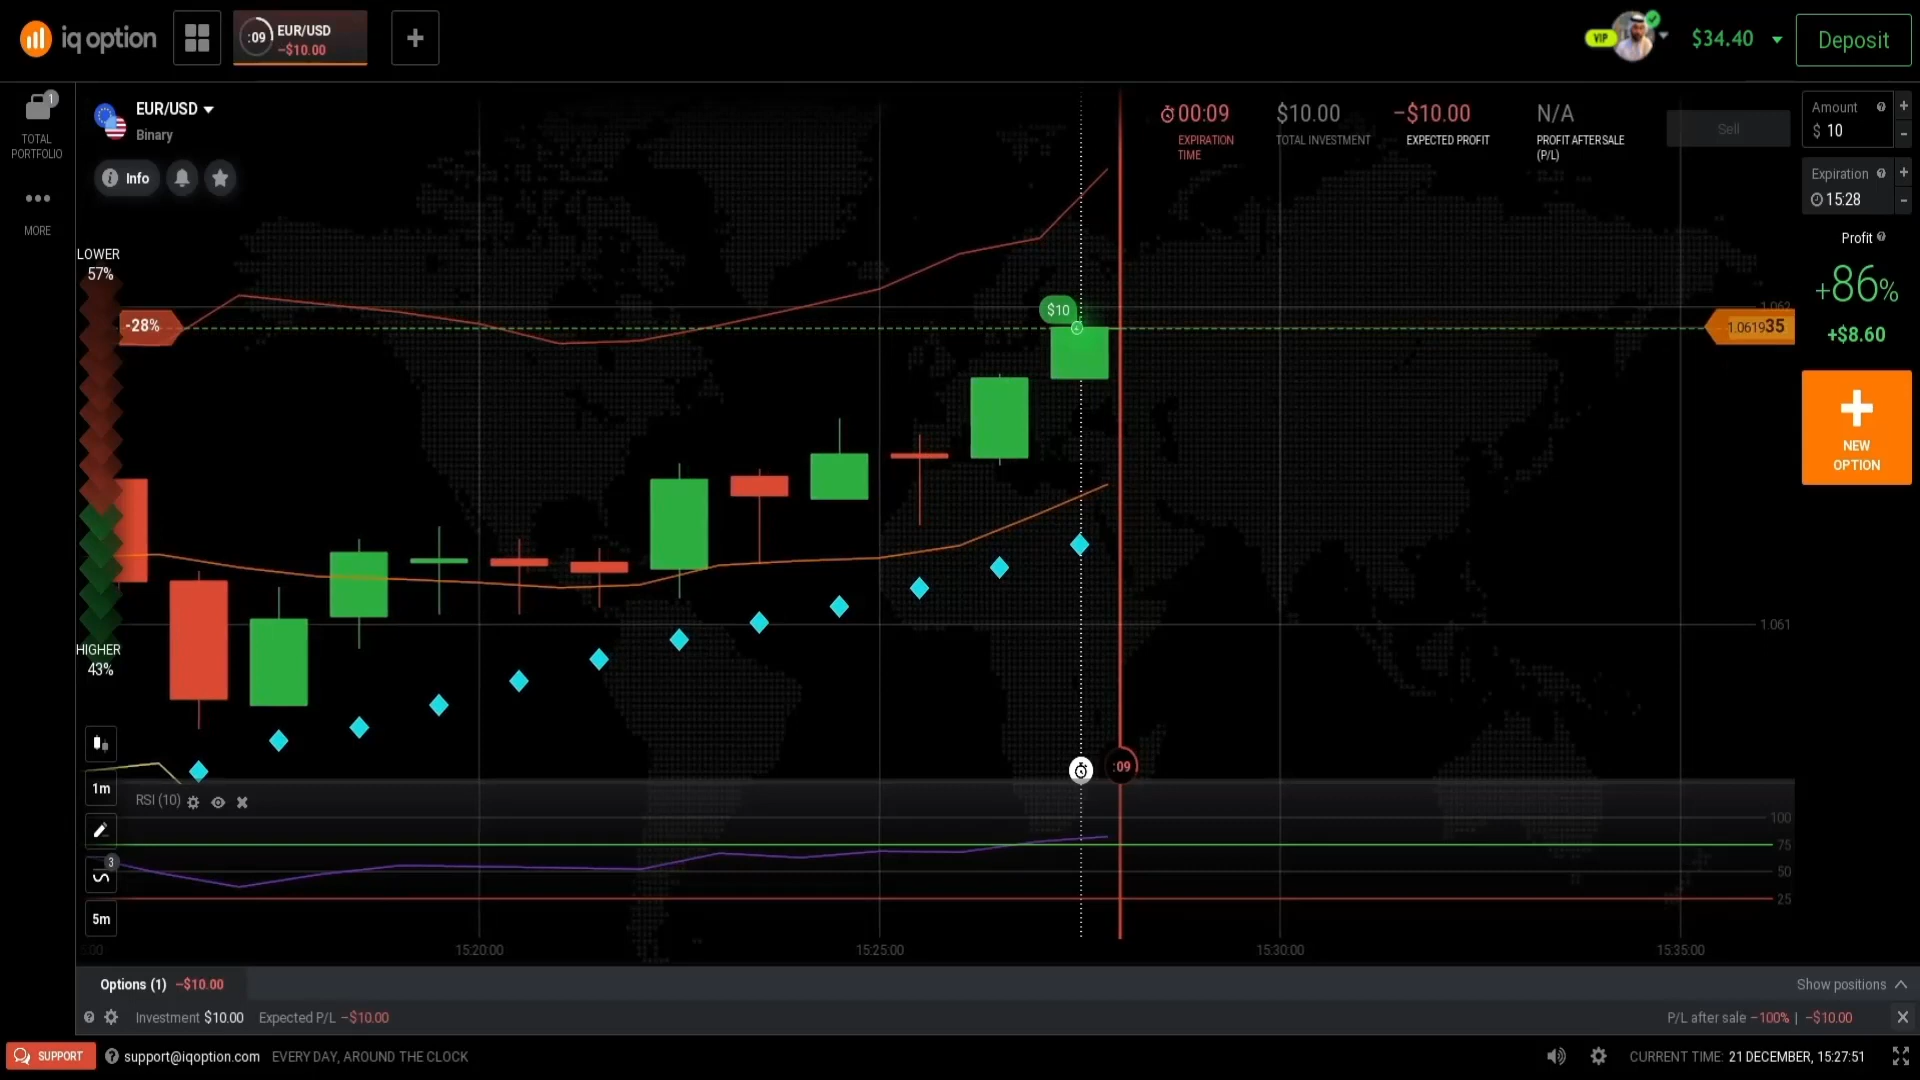 iq option
:09
EUR/USD
−$10.00
VIP
$34.40
Deposit
1
TOTAL
PORTFOLIO
MORE
EUR/USD
Binary
Info
00:09
EXPIRATION
TIME
$10.00
TOTAL INVESTMENT
−$10.00
EXPECTED PROFIT
N/A
PROFIT AFTER SALE
(P/L)
Sell
Amount
$ 10
Expiration
15:28
Profit
+86%
+$8.60
NEW
OPTION
LOWER
57%
-28%
$10
1.062
1.061935
1.061
HIGHER
43%
:09
1m
3
5m
RSI (10)
100
75
50
25
15:20:00
15:25:00
15:30:00
15:35:00
Options (1) −$10.00
Show positions
Investment $10.00 Expected P/L −$10.00
P/L after sale −100% | −$10.00
SUPPORT
support@iqoption.com EVERY DAY, AROUND THE CLOCK
CURRENT TIME: 21 DECEMBER, 15:27:51